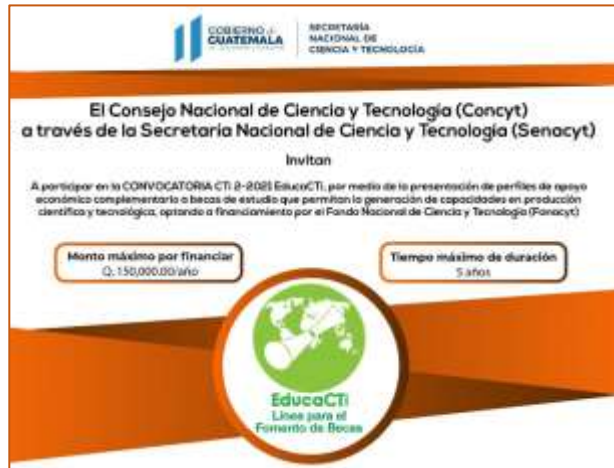 GOBIERNO de
GUATEMALA
SECRETARÍA
NACIONAL DE
CIENCIA Y TECNOLOGÍA
El Consejo Nacional de Ciencia y Tecnología (Concyt)
a través de la Secretaría Nacional de Ciencia y Tecnología (Senacyt)
Invitan
A participar en la CONVOCATORIA CTi 2-2021 EducaCTi, por medio de la presentación de perfiles de apoyo
económico complementario o becas de estudio que permitan la generación de capacidades en producción
científica y tecnológica, optando a financiamiento por el Fondo Nacional de Ciencia y Tecnología (Fonacyt)
Monto máximo por financiar
Q. 150,000.00/año
Tiempo máximo de duración
5 años
EducaCTi
Línea para el
Fomento de Becas